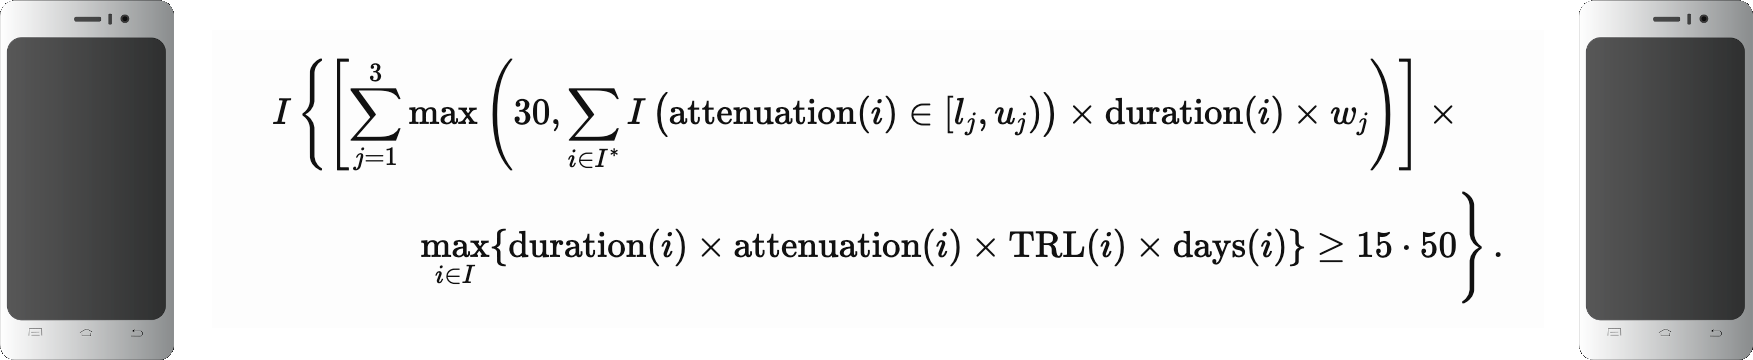 I { [ ∑_{j=1}^{3} max ( 30, ∑_{i∈I*} I (attenuation(i) ∈ [l_j, u_j)) × duration(i) × w_j ) ] ×
max_{i∈I} {duration(i) × attenuation(i) × TRL(i) × days(i)} ≥ 15 · 50 } .